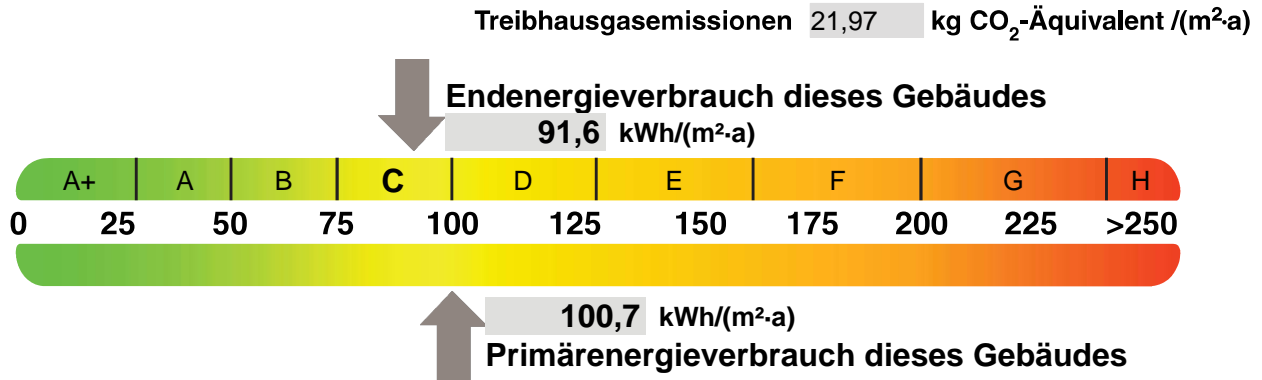 Treibhausgasemissionen 21,97 kg CO₂-Äquivalent /(m²·a)
Endenergieverbrauch dieses Gebäudes
91,6 kWh/(m²·a)
A+ A B C D E F G H
0 25 50 75 100 125 150 175 200 225 >250
100,7 kWh/(m²·a)
Primärenergieverbrauch dieses Gebäudes